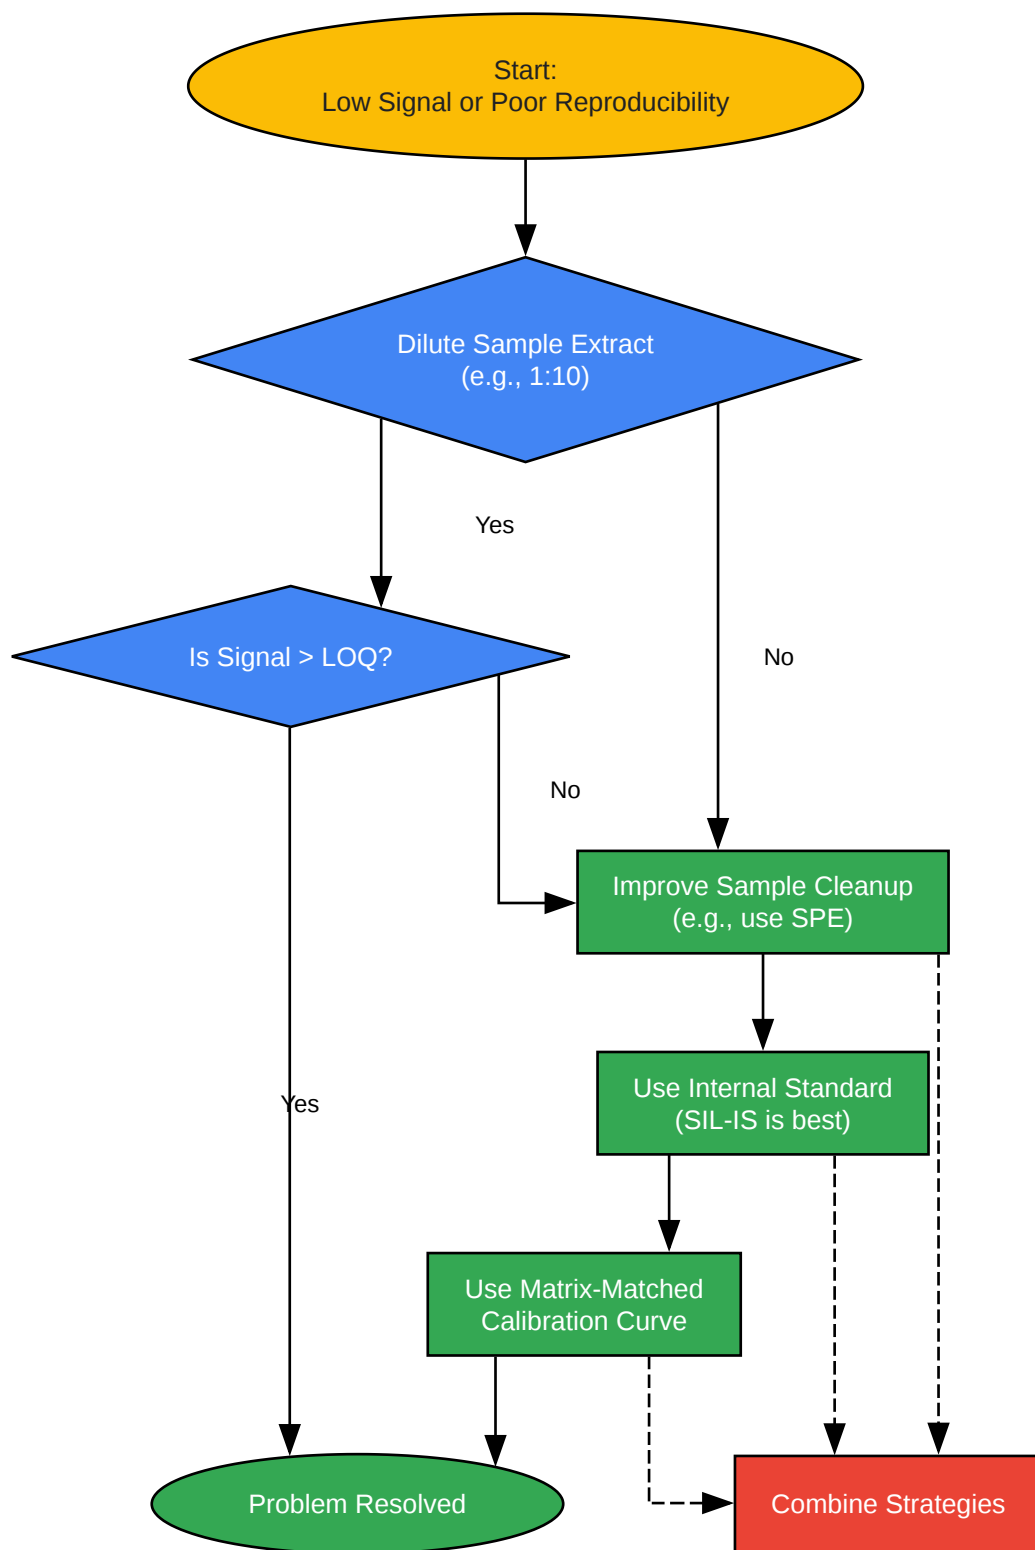 Start:
Low Signal or Poor Reproducibility
Dilute Sample Extract
(e.g., 1:10)
Yes
Is Signal > LOQ?
No
No
Improve Sample Cleanup
(e.g., use SPE)
Use Internal Standard
(SIL-IS is best)
Yes
Use Matrix-Matched
Calibration Curve
Problem Resolved
Combine Strategies